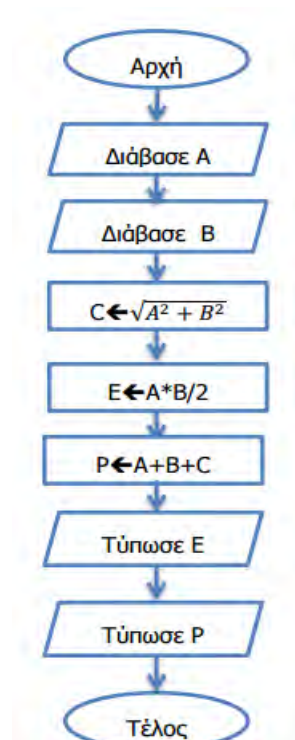 Αρχή
Διάβασε Α
Διάβασε Β
C🡸√A² + B²
E🡸A*B/2
P🡸A+B+C
Τύπωσε Ε
Τύπωσε Ρ
Τέλος